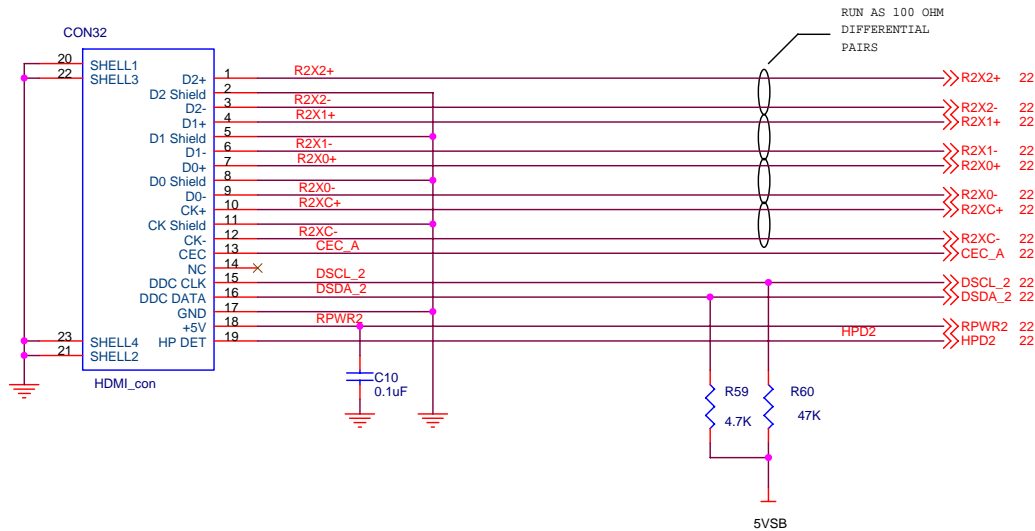 RUN AS 100 OHM
DIFFERENTIAL
PAIRS
CON32
20 SHELL1
22 SHELL3
D2+ 1 R2X2+ R2X2+ 22
D2 Shield 2
D2- 3 R2X2- R2X2- 22
D1+ 4 R2X1+ R2X1+ 22
D1 Shield 5
D1- 6 R2X1- R2X1- 22
D0+ 7 R2X0+ R2X0+ 22
D0 Shield 8
D0- 9 R2X0- R2X0- 22
CK+ 10 R2XC+ R2XC+ 22
CK Shield 11
CK- 12 R2XC- R2XC- 22
CEC 13 CEC_A CEC_A 22
NC 14
DDC CLK 15 DSCL_2 DSCL_2 22
DDC DATA 16 DSDA_2 DSDA_2 22
GND 17
+5V 18 RPWR2 RPWR2 22
23 SHELL4 HP DET 19 HPD2 HPD2 22
21 SHELL2
HDMI_con
C10
0.1uF
R59
4.7K
R60
47K
5VSB